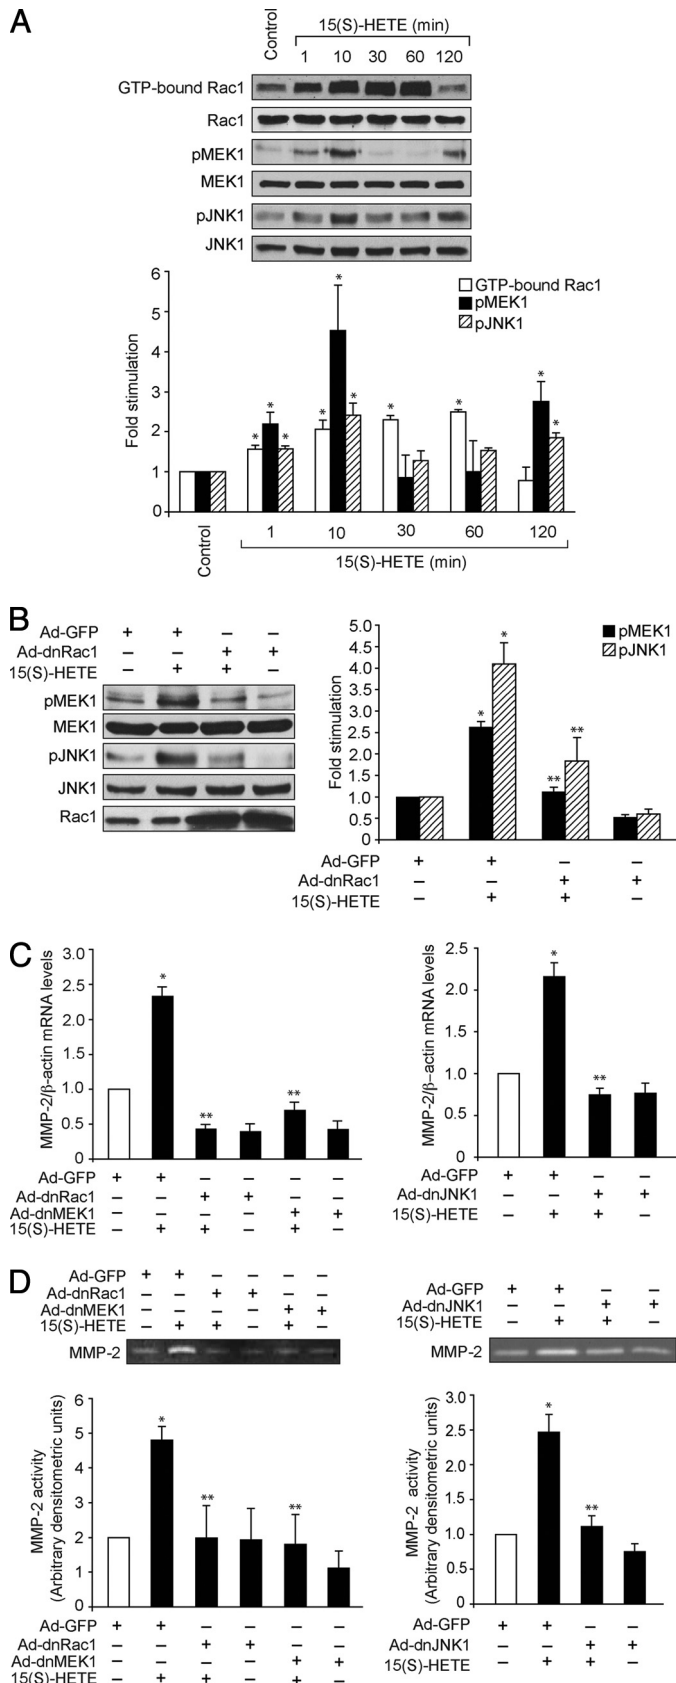 A
Control
15(S)-HETE (min)
1 10 30 60 120
GTP-bound Rac1
Rac1
pMEK1
MEK1
pJNK1
JNK1
Fold stimulation
6
5
4
3
2
1
0
GTP-bound Rac1
pMEK1
pJNK1
* * * * * * * * * *
Control 1 10 30 60 120
15(S)-HETE (min)
B
Ad-GFP + + – –
Ad-dnRac1 – – + +
15(S)-HETE – + + –
pMEK1
MEK1
pJNK1
JNK1
Rac1
Fold stimulation
5.0
4.5
4.0
3.5
3.0
2.5
2.0
1.5
1.0
0.5
0
pMEK1
pJNK1
* * ** **
Ad-GFP + + – –
Ad-dnRac1 – – + +
15(S)-HETE – + + –
C
MMP-2/β-actin mRNA levels
3.0
2.5
2.0
1.5
1.0
0.5
0
* ** **
Ad-GFP + + – – – –
Ad-dnRac1 – – + + – –
Ad-dnMEK1 – – – – + +
15(S)-HETE – + + – + –
MMP-2/β–actin mRNA levels
2.5
2.0
1.5
1.0
0.5
0
* **
Ad-GFP + + – –
Ad-dnJNK1 – – + +
15(S)-HETE – + + –
D
Ad-GFP + + – – – –
Ad-dnRac1 – – + + – –
Ad-dnMEK1 – – – – + +
15(S)-HETE – + + – + –
MMP-2
MMP-2 activity
(Arbitrary densitometric units)
6
5
4
3
2
1
0
* ** **
Ad-GFP + + – – – –
Ad-dnRac1 – – + + – –
Ad-dnMEK1 – – – – + +
15(S)-HETE – + + – + –
Ad-GFP + + – –
Ad-dnJNK1 – – + +
15(S)-HETE – + + –
MMP-2
MMP-2 activity
(Arbitrary densitometric units)
3.0
2.5
2.0
1.5
1.0
0.5
0
* **
Ad-GFP + + – –
Ad-dnJNK1 – – + +
15(S)-HETE – + + –